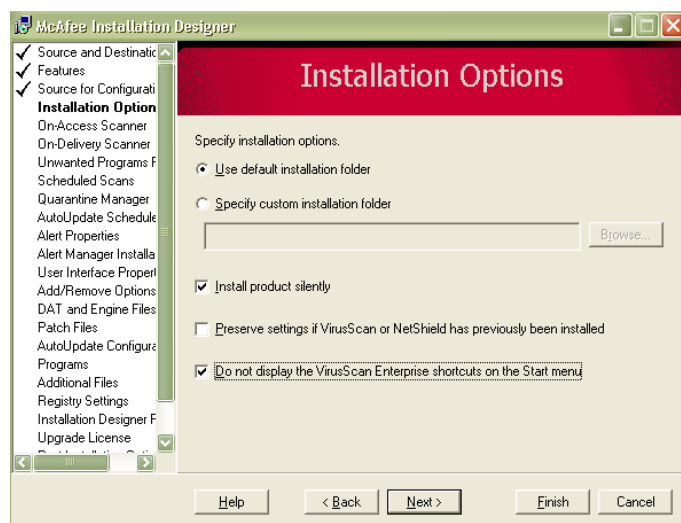 McAfee Installation Designer
Source and Destinatic
Features
Source for Configurati
Installation Option
On-Access Scanner
On-Delivery Scanner
Unwanted Programs F
Scheduled Scans
Quarantine Manager
AutoUpdate Schedule
Alert Properties
Alert Manager Installa
User Interface Propert
Add/Remove Options
DAT and Engine Files
Patch Files
AutoUpdate Configura
Programs
Additional Files
Registry Settings
Installation Designer F
Upgrade License
Installation Options
Specify installation options.
Use default installation folder
Specify custom installation folder
Browse...
Install product silently
Preserve settings if VirusScan or NetShield has previously been installed
Do not display the VirusScan Enterprise shortcuts on the Start menu
Help
< Back
Next >
Finish
Cancel